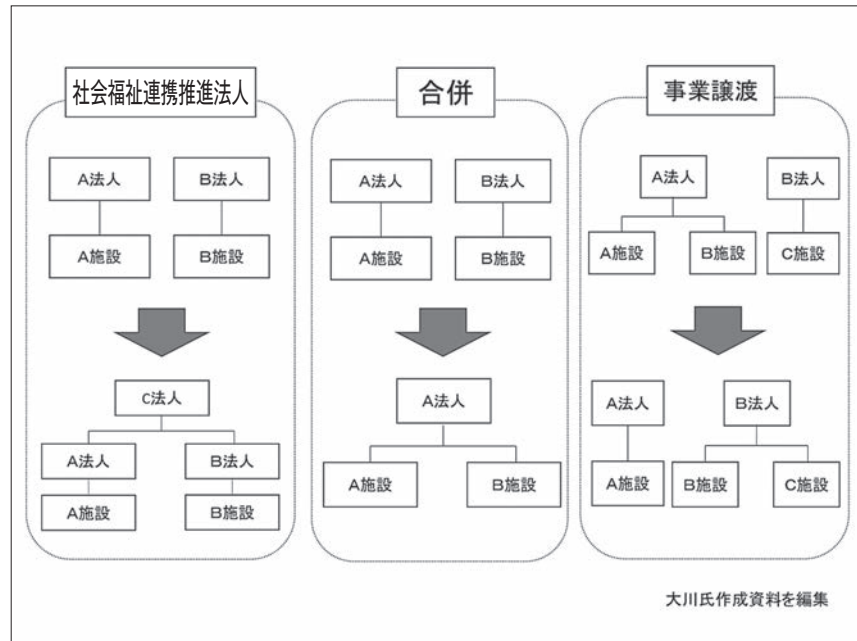 社会福祉連携推進法人
A法人
B法人
A施設
B施設
C法人
A法人
B法人
A施設
B施設
合併
A法人
B法人
A施設
B施設
A法人
A施設
B施設
事業譲渡
A法人
B法人
A施設
B施設
C施設
A法人
B法人
A施設
B施設
C施設
大川氏作成資料を編集